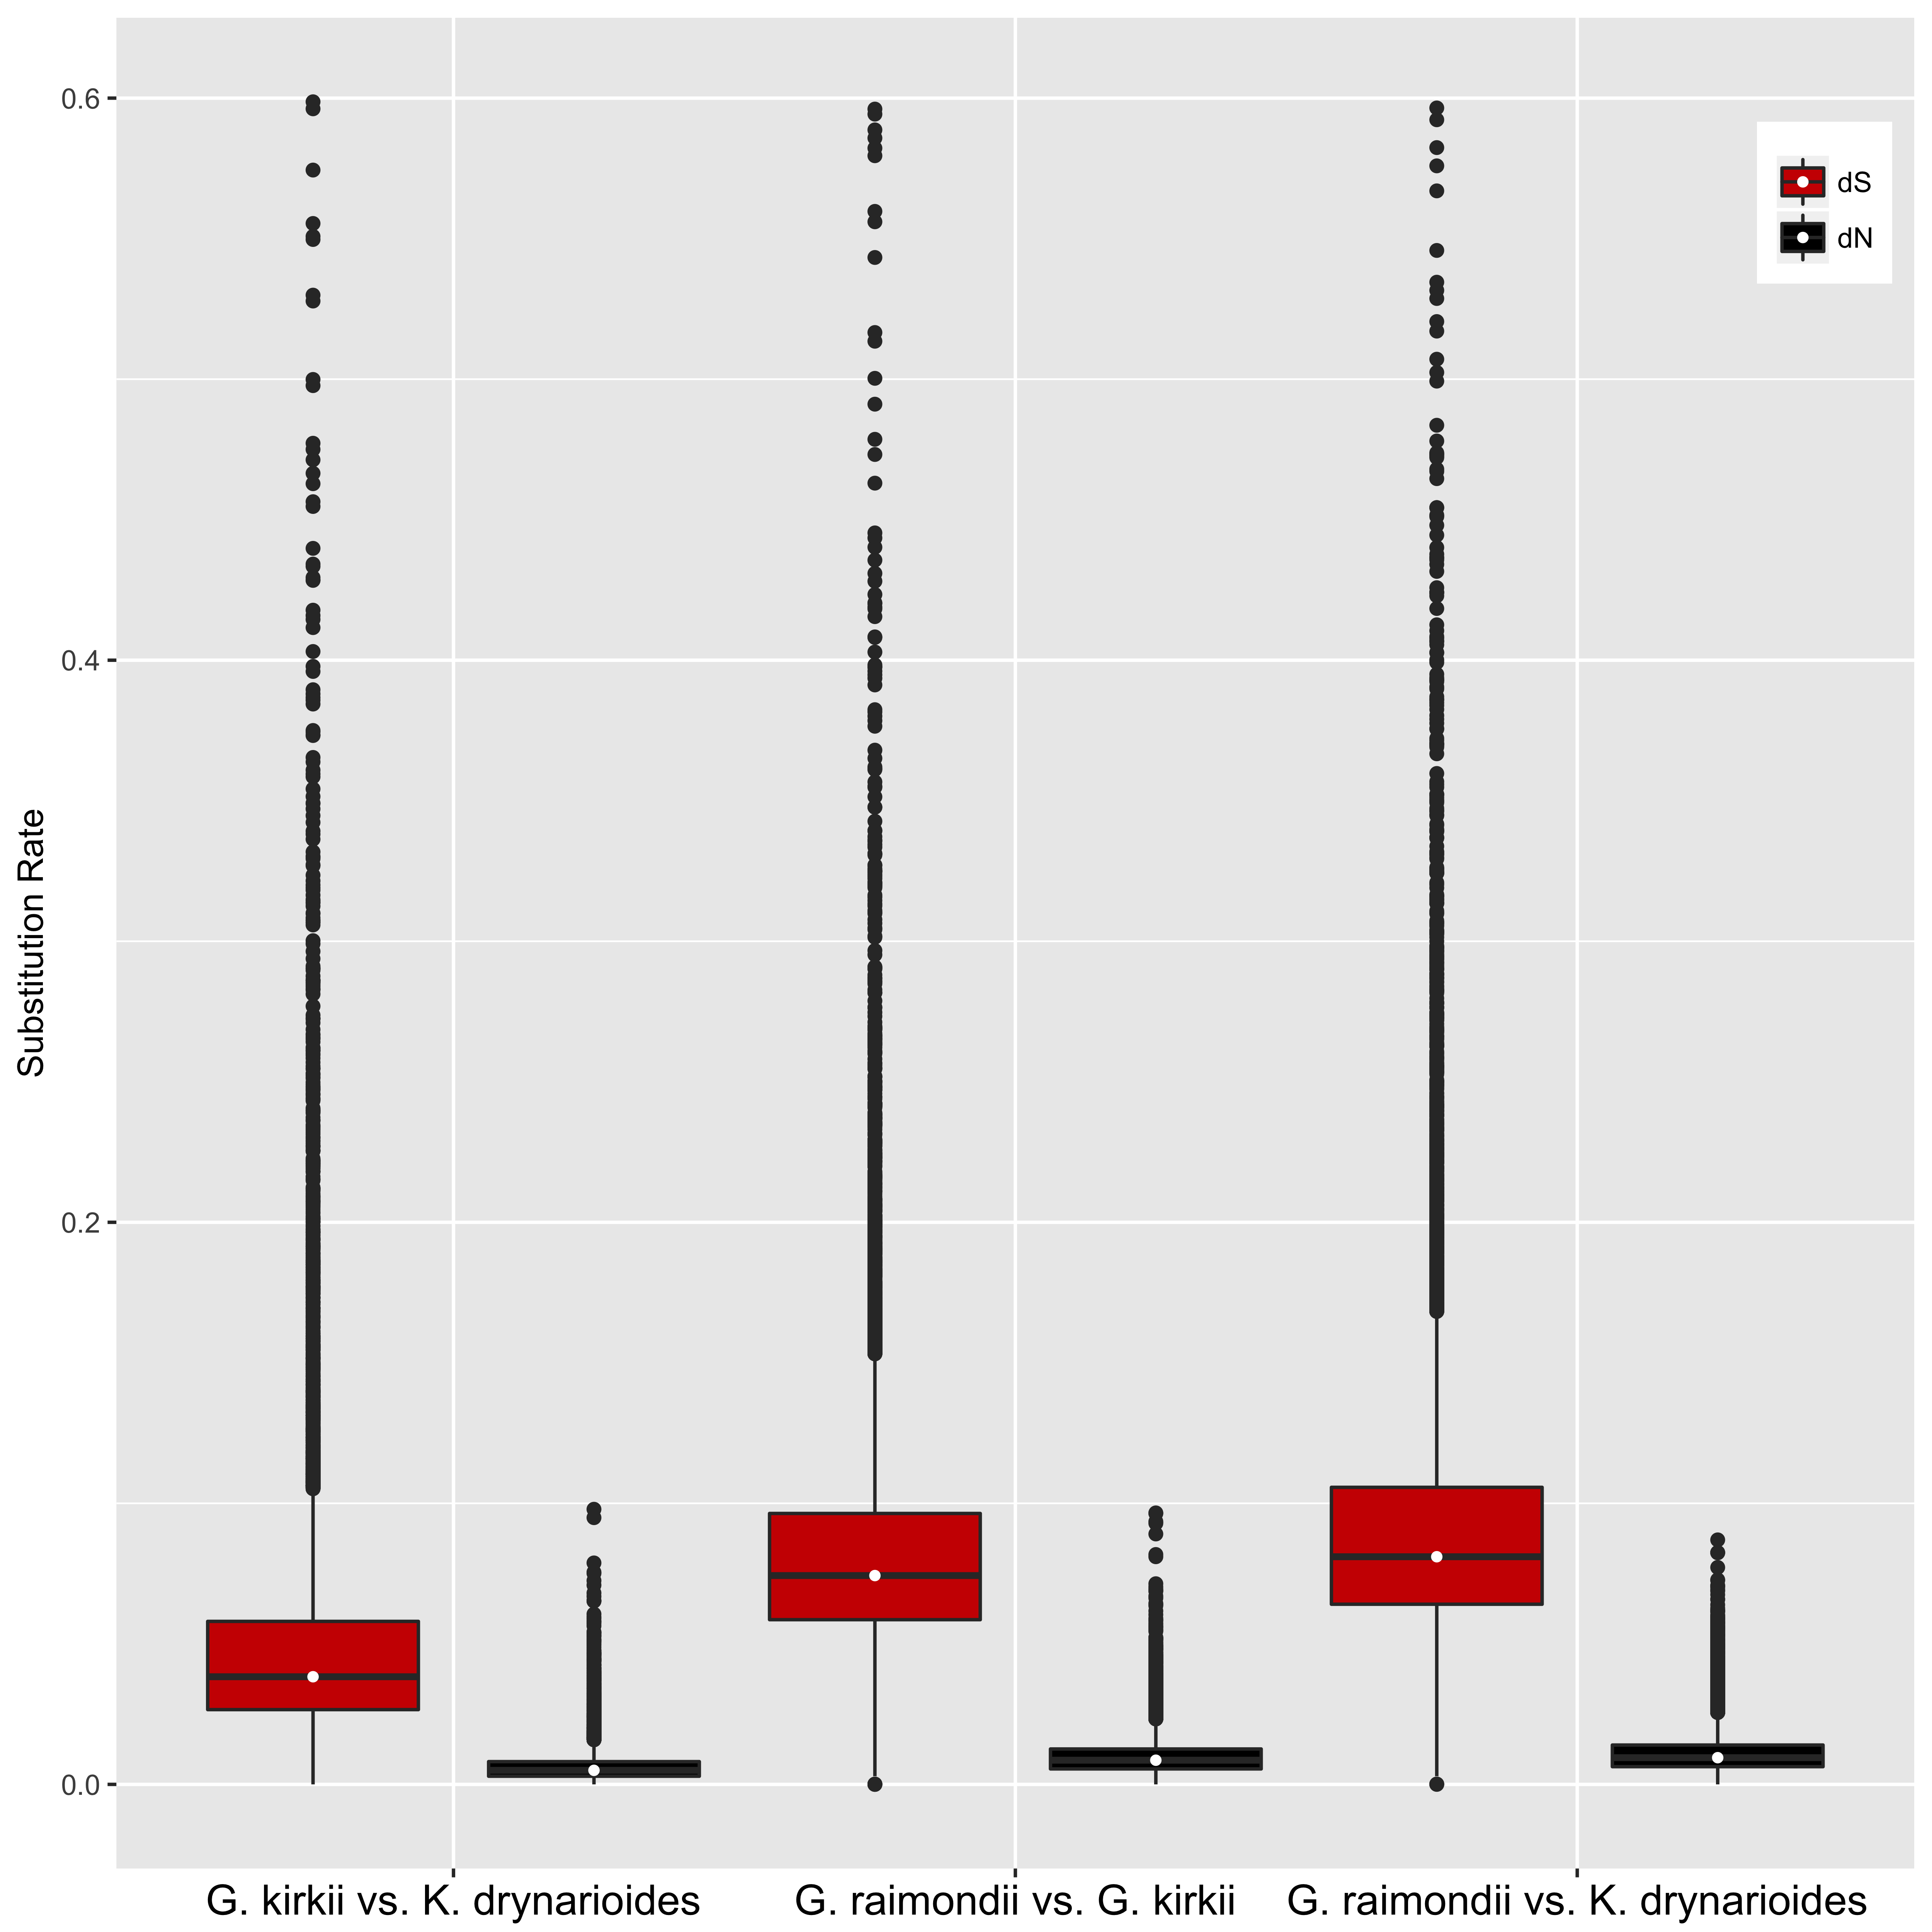 0.6
dS
dN
0.4
Substitution Rate
0.2
0.0
G. kirkii vs. K. drynarioides
G. raimondii vs. G. kirkii
G. raimondii vs. K. drynarioides